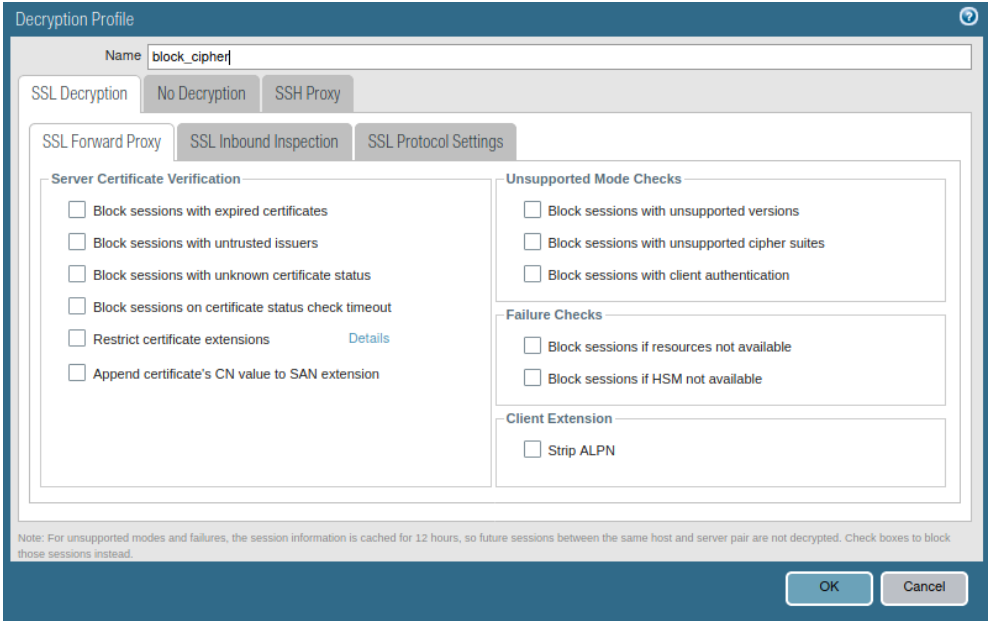 Decryption Profile
Name block_cipher
SSL Decryption No Decryption SSH Proxy
SSL Forward Proxy SSL Inbound Inspection SSL Protocol Settings
Server Certificate Verification
Block sessions with expired certificates
Block sessions with untrusted issuers
Block sessions with unknown certificate status
Block sessions on certificate status check timeout
Restrict certificate extensions Details
Append certificate's CN value to SAN extension
Unsupported Mode Checks
Block sessions with unsupported versions
Block sessions with unsupported cipher suites
Block sessions with client authentication
Failure Checks
Block sessions if resources not available
Block sessions if HSM not available
Client Extension
Strip ALPN
Note: For unsupported modes and failures, the session information is cached for 12 hours, so future sessions between the same host and server pair are not decrypted. Check boxes to block
those sessions instead.
OK Cancel